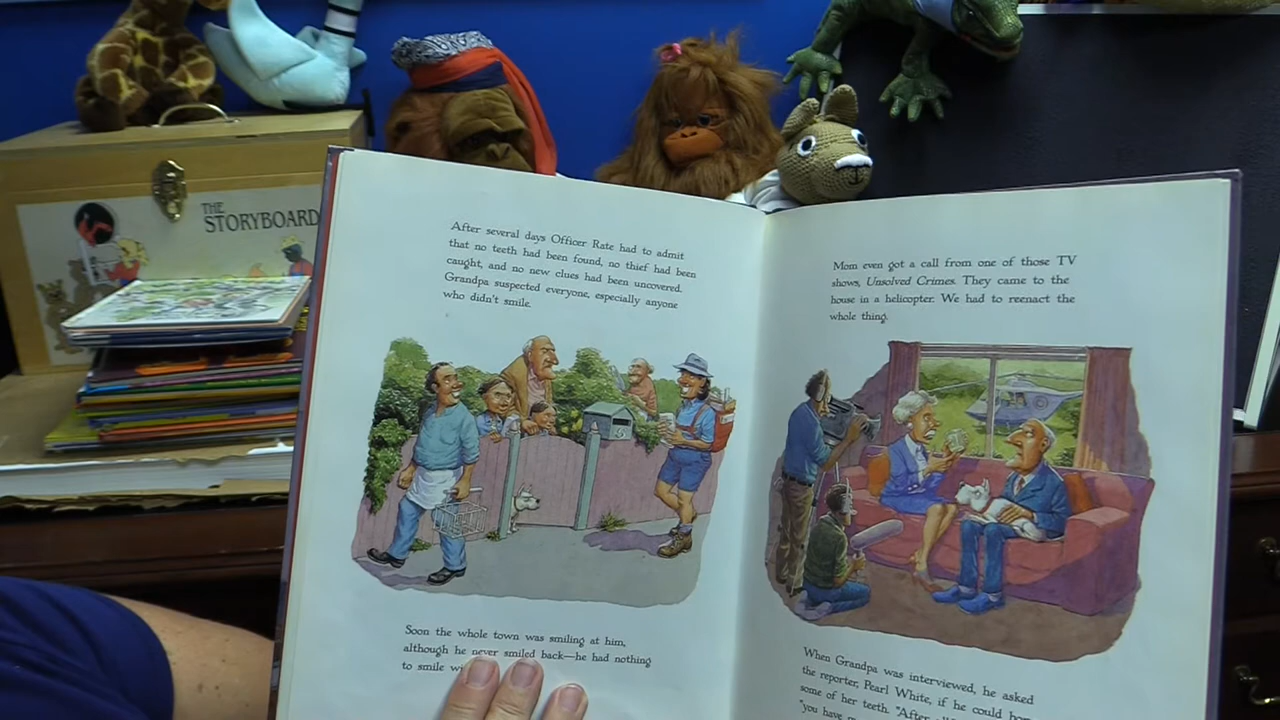 THE
STORYBOARD
After several days Officer Rate had to admit
that no teeth had been found, no thief had been
caught, and no new clues had been uncovered.
Grandpa suspected everyone, especially anyone
who didn't smile.
Soon the whole town was smiling at him,
although he never smiled back—he had nothing
to smile
Mom even got a call from one of those TV
shows, Unsolved Crimes. They came to the
house in a helicopter. We had to reenact the
whole thing.
When Grandpa was interviewed, he asked
the reporter, Pearl White, if he could
some of her teeth. "After
"you have